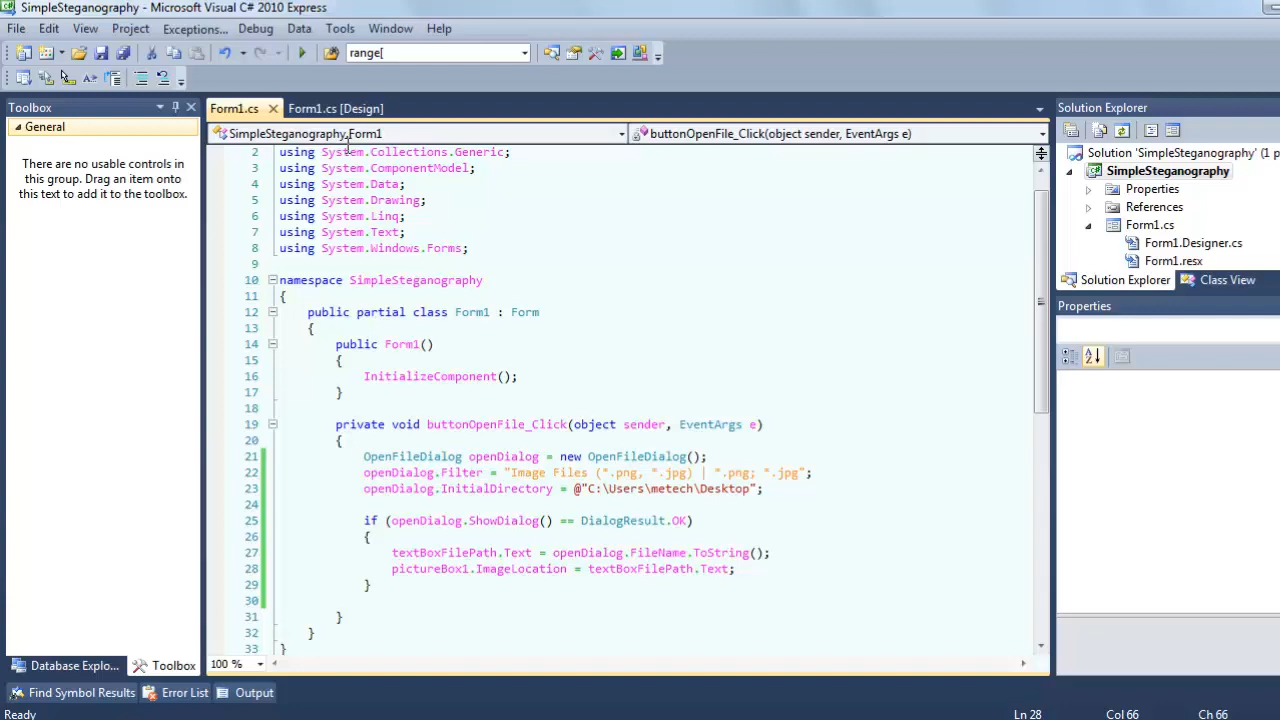 SimpleSteganography - Microsoft Visual C# 2010 Express
File Edit View Project Exceptions... Debug Data Tools Window Help
range[
Toolbox
General
There are no usable controls in
this group. Drag an item onto
this text to add it to the toolbox.
Database Explo... Toolbox
Form1.cs Form1.cs [Design]
SimpleSteganography.Form1 buttonOpenFile_Click(object sender, EventArgs e)
2 using System.Collections.Generic;
3 using System.ComponentModel;
4 using System.Data;
5 using System.Drawing;
6 using System.Linq;
7 using System.Text;
8 using System.Windows.Forms;
9
10 namespace SimpleSteganography
11 {
12 public partial class Form1 : Form
13 {
14 public Form1()
15 {
16 InitializeComponent();
17 }
18
19 private void buttonOpenFile_Click(object sender, EventArgs e)
20 {
21 OpenFileDialog openDialog = new OpenFileDialog();
22 openDialog.Filter = "Image Files (*.png, *.jpg) | *.png; *.jpg";
23 openDialog.InitialDirectory = @"C:\Users\metech\Desktop";
24
25 if (openDialog.ShowDialog() == DialogResult.OK)
26 {
27 textBoxFilePath.Text = openDialog.FileName.ToString();
28 pictureBox1.ImageLocation = textBoxFilePath.Text;
29 }
30
31 }
32 }
33 }
100 %
Solution Explorer
Solution 'SimpleSteganography' (1 p
SimpleSteganography
Properties
References
Form1.cs
Form1.Designer.cs
Form1.resx
Solution Explorer Class View
Properties
Find Symbol Results Error List Output
Ready Ln 28 Col 66 Ch 66